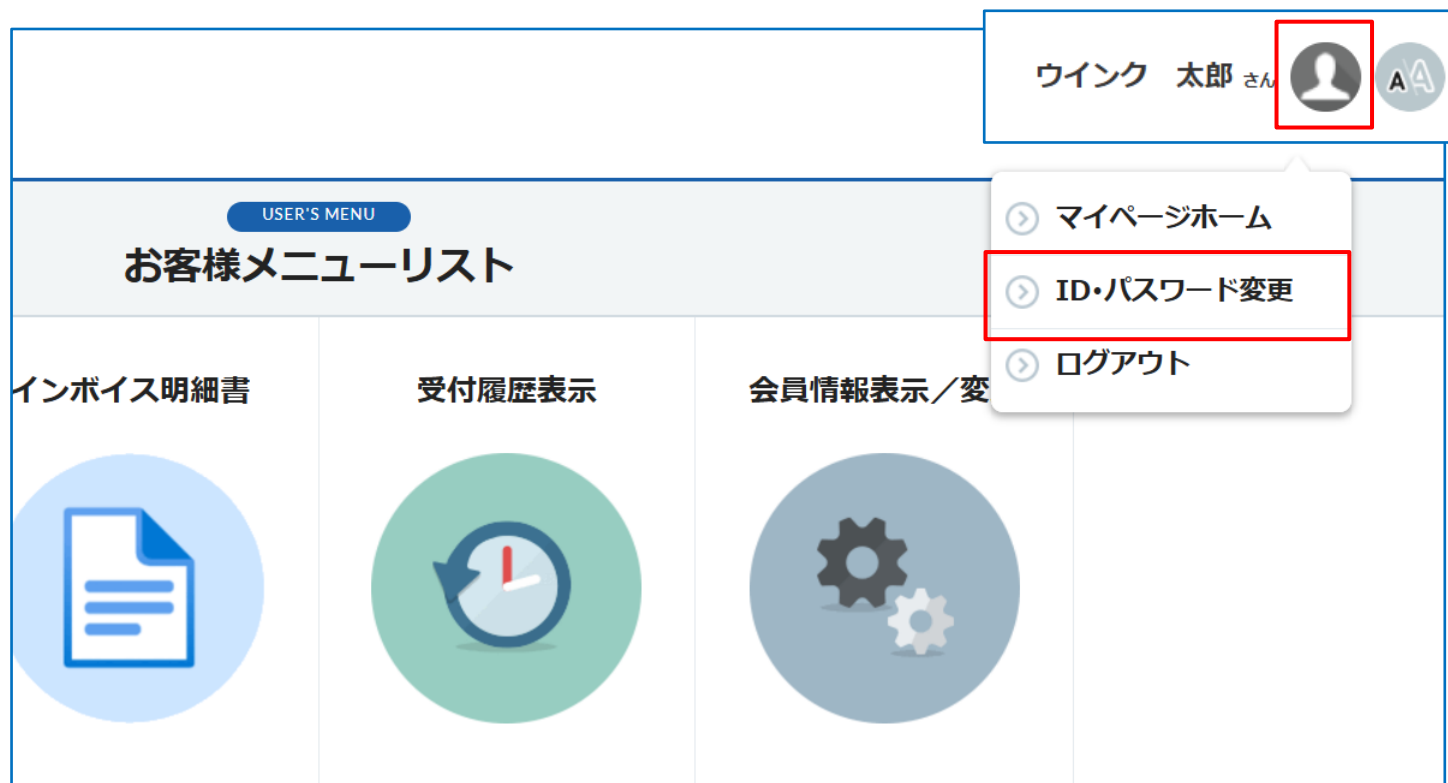 ウインク 太郎 さん
AA
マイページホーム
ID・パスワード変更
ログアウト
USER'S MENU
お客様メニューリスト
インボイス明細書
受付履歴表示
会員情報表示／変